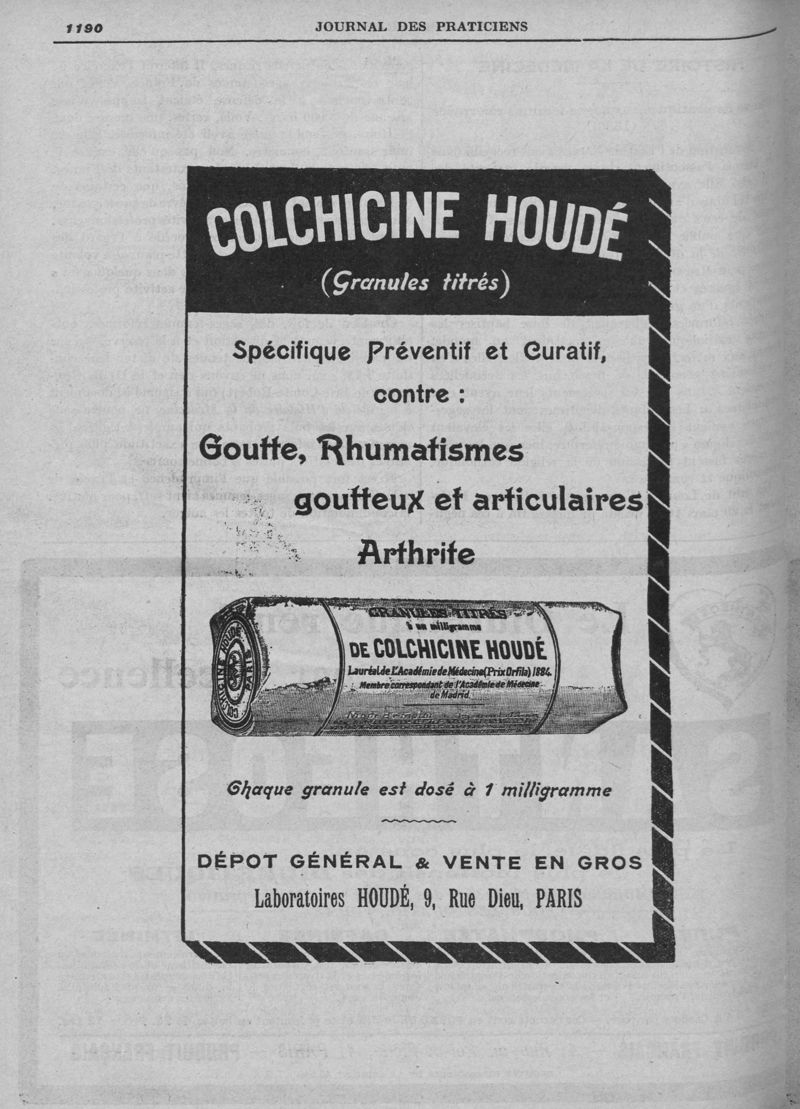 1190
JOURNAL DES PRATICIENS
COLCHICINE HOUDÉ
(Granules titrés)
Spécifique Préventif et Curatif,
contre :
Goutte, Rhumatismes
goutteux et articulaires
Arthrite
COLCHICINE HOUDÉ
PARIS
GRANULES TITRÉS
à un milligramme
DE COLCHICINE HOUDÉ
Lauréat de L'Académie de Médecine (Prix Orfila) 1884.
Membre correspondant de l'Académie de Médecine
de Madrid.
Chaque granule est dosé à 1 milligramme
DÉPOT GÉNÉRAL & VENTE EN GROS
Laboratoires HOUDÉ, 9, Rue Dieu, PARIS